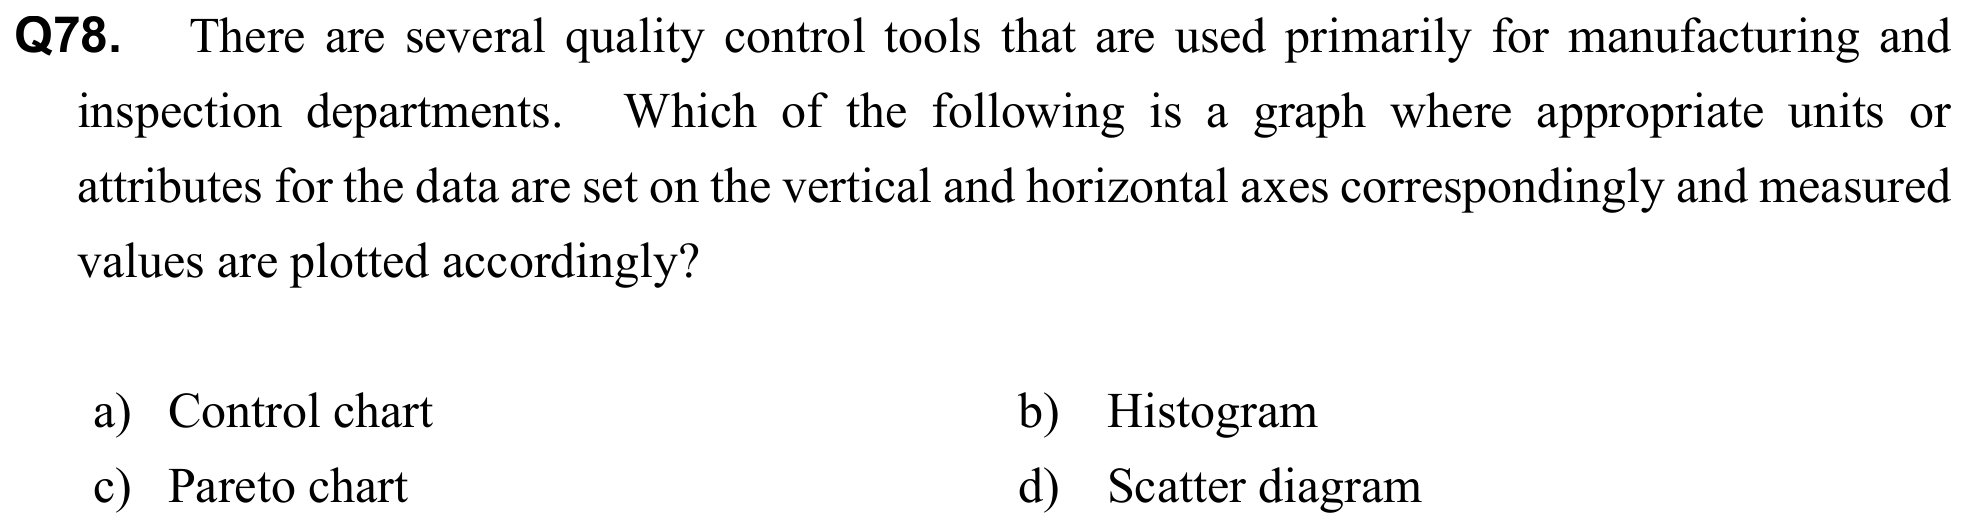 Q78. There are several quality control tools that are used primarily for manufacturing and
inspection departments. Which of the following is a graph where appropriate units or
attributes for the data are set on the vertical and horizontal axes correspondingly and measured
values are plotted accordingly?
a) Control chart b) Histogram
c) Pareto chart d) Scatter diagram